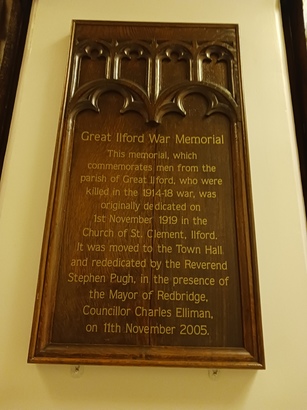 Great Ilford War Memorial
This memorial, which
commemorates men from the
parish of Great Ilford, who were
killed in the 1914-18 war, was
originally dedicated on
1st November 1919 in the
Church of St. Clement, Ilford.
It was moved to the Town Hall
and rededicated by the Reverend
Stephen Pugh, in the presence of
the Mayor of Redbridge,
Councillor Charles Elliman,
on 11th November 2005.